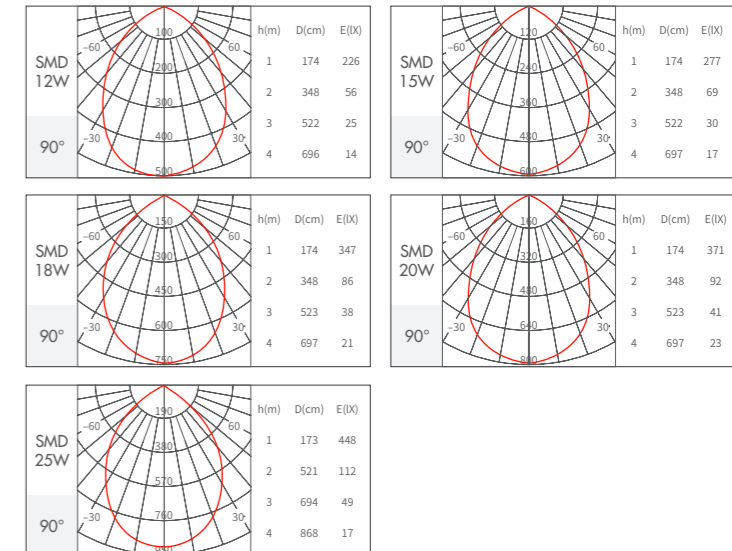 SMD
12W
90°
100
200
300
400
500
-60
60
-30
30
h(m) D(cm) E(lX)
1 174 226
2 348 56
3 522 25
4 696 14
SMD
15W
90°
120
240
360
480
600
-60
60
-30
30
h(m) D(cm) E(lX)
1 174 277
2 348 69
3 522 30
4 697 17
SMD
18W
90°
150
300
450
600
750
-60
60
-30
30
h(m) D(cm) E(lX)
1 174 347
2 348 86
3 523 38
4 697 21
SMD
20W
90°
160
320
480
640
800
-60
60
-30
30
h(m) D(cm) E(lX)
1 174 371
2 348 92
3 523 41
4 697 23
SMD
25W
90°
190
380
570
760
950
-60
60
-30
30
h(m) D(cm) E(lX)
1 173 448
2 521 112
3 694 49
4 868 17